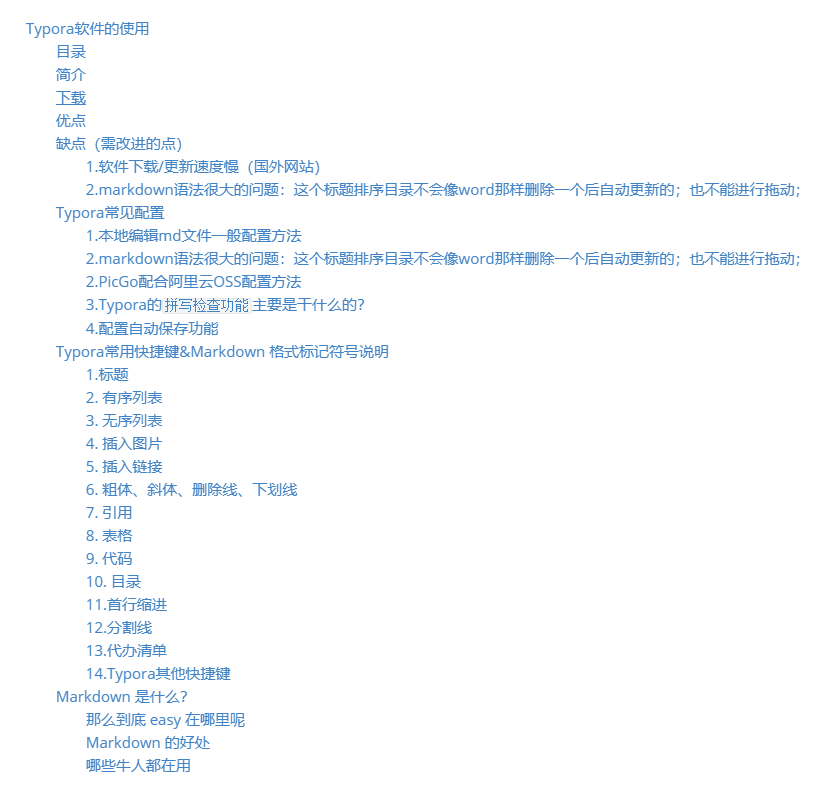 Typora软件的使用
目录
简介
下载
优点
缺点（需改进的点）
1.软件下载/更新速度慢（国外网站）
2.markdown语法很大的问题：这个标题排序目录不会像word那样删除一个后自动更新的；也不能进行拖动；
Typora常见配置
1.本地编辑md文件一般配置方法
2.markdown语法很大的问题：这个标题排序目录不会像word那样删除一个后自动更新的；也不能进行拖动；
2.PicGo配合阿里云OSS配置方法
3.Typora的 拼写检查功能 主要是干什么的?
4.配置自动保存功能
Typora常用快捷键&Markdown 格式标记符号说明
1.标题
2. 有序列表
3. 无序列表
4. 插入图片
5. 插入链接
6. 粗体、斜体、删除线、下划线
7. 引用
8. 表格
9. 代码
10. 目录
11.首行缩进
12.分割线
13.代办清单
14.Typora其他快捷键
Markdown 是什么?
那么到底 easy 在哪里呢
Markdown 的好处
哪些牛人都在用